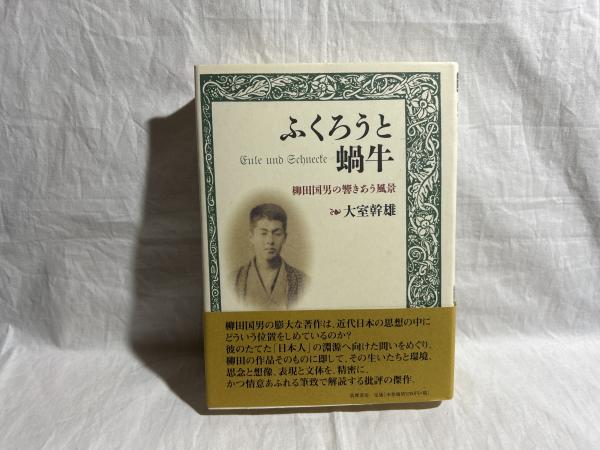 ふくろうと
Eule und Schnecke
蝸牛
柳田国男の響きあう風景
大室幹雄
柳田国男の膨大な著作は、近代日本の思想の中に
どういう位置をしめているのか?
彼のたてた「日本人」の淵源へ向けた問いをめぐり、
柳田の作品そのものに即して、その生いたちと環境、
思念と想像、表現と文体を、精密に、
かつ情意あふれる筆致で解読する批評の傑作。
筑摩書房